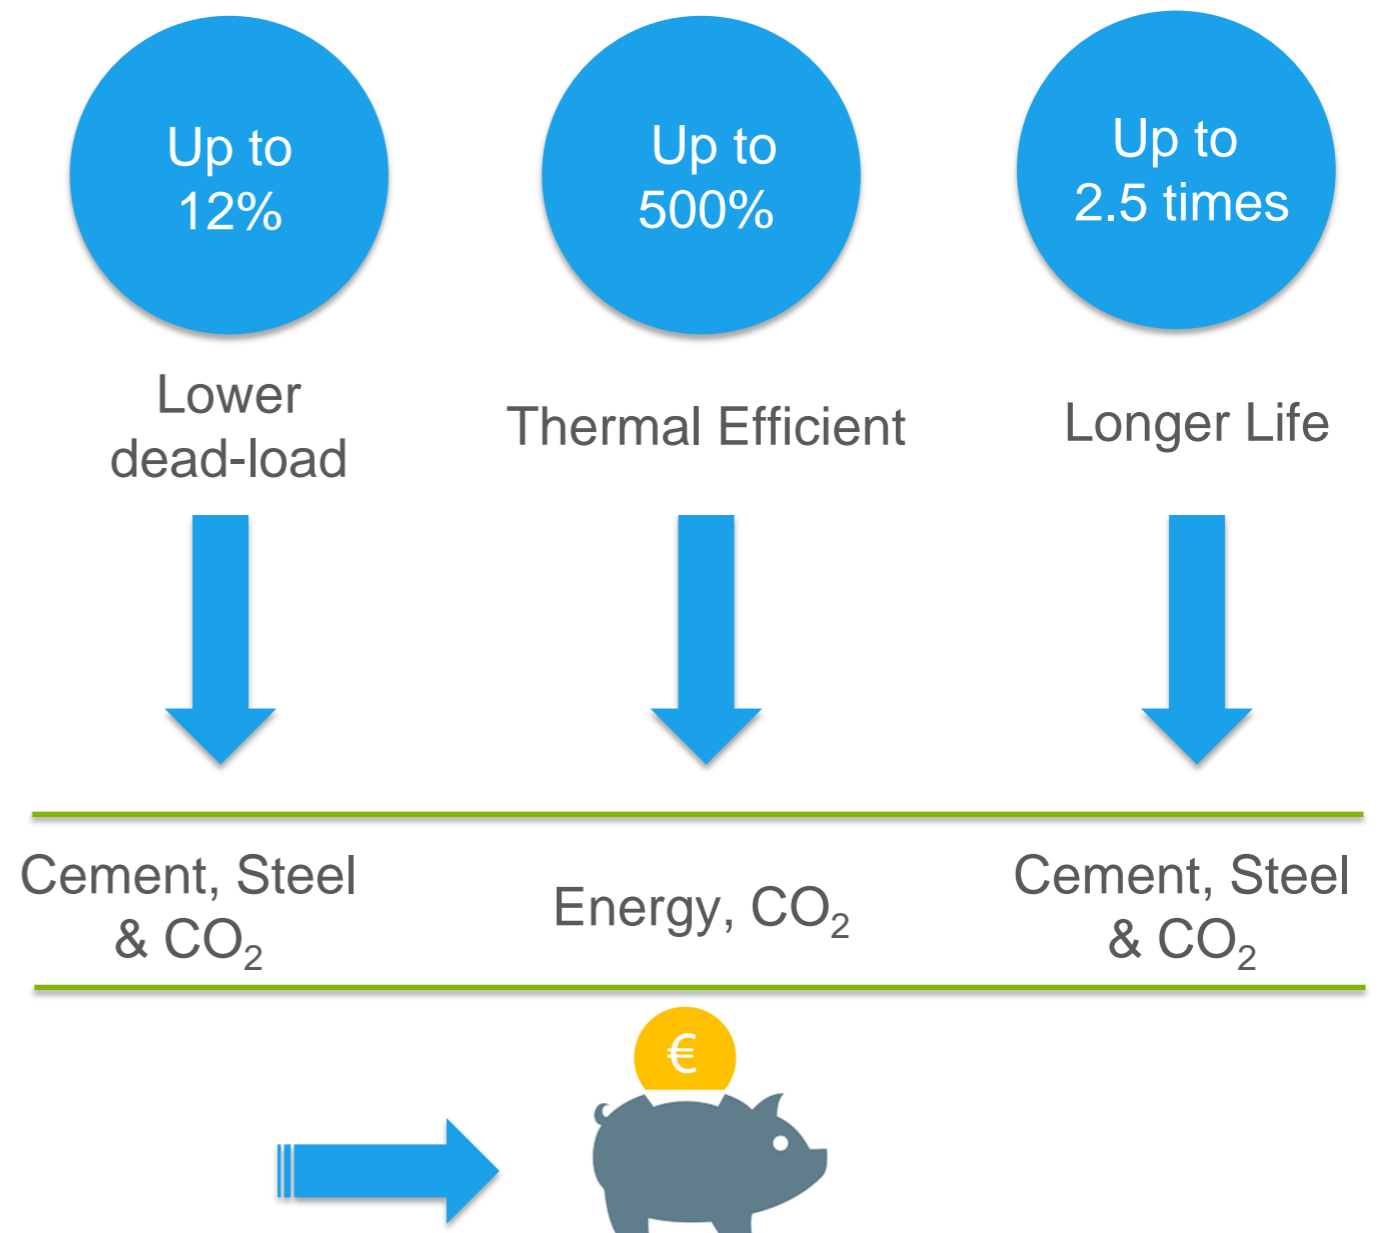 Up to
12%
Up to
500%
Up to
2.5 times
Lower
dead-load
Thermal Efficient
Longer Life
Cement, Steel
& CO₂
Energy, CO₂
Cement, Steel
& CO₂
€